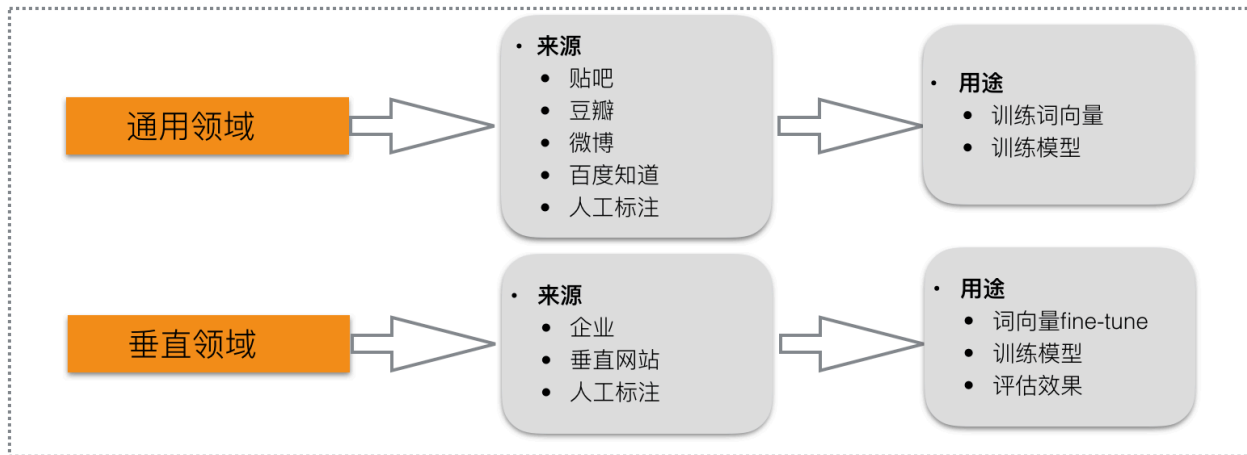 通用领域
• 来源
• 贴吧
• 豆瓣
• 微博
• 百度知道
• 人工标注
• 用途
• 训练词向量
• 训练模型
垂直领域
• 来源
• 企业
• 垂直网站
• 人工标注
• 用途
• 词向量fine-tune
• 训练模型
• 评估效果